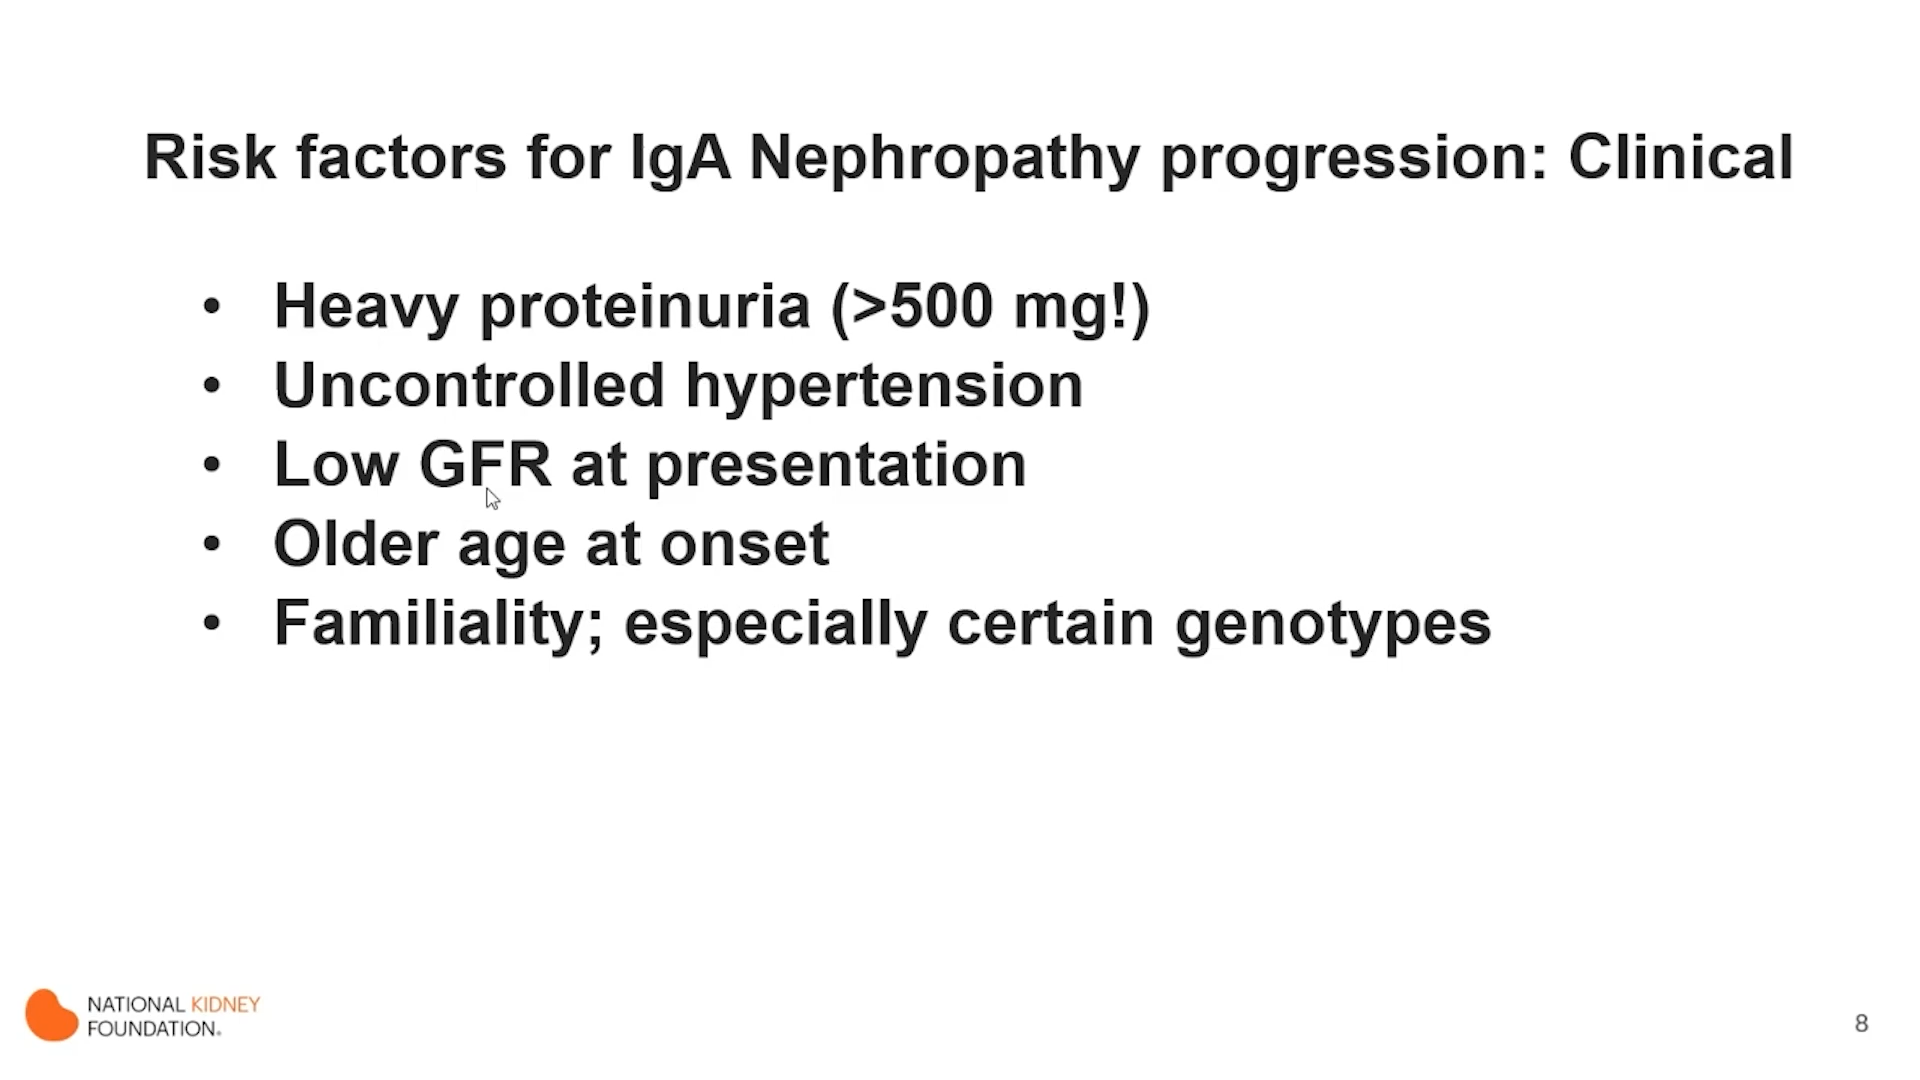 Risk factors for IgA Nephropathy progression: Clinical
• Heavy proteinuria (>500 mg!)
• Uncontrolled hypertension
• Low GFR at presentation
• Older age at onset
• Familiality; especially certain genotypes
NATIONAL KIDNEY
FOUNDATION®
8